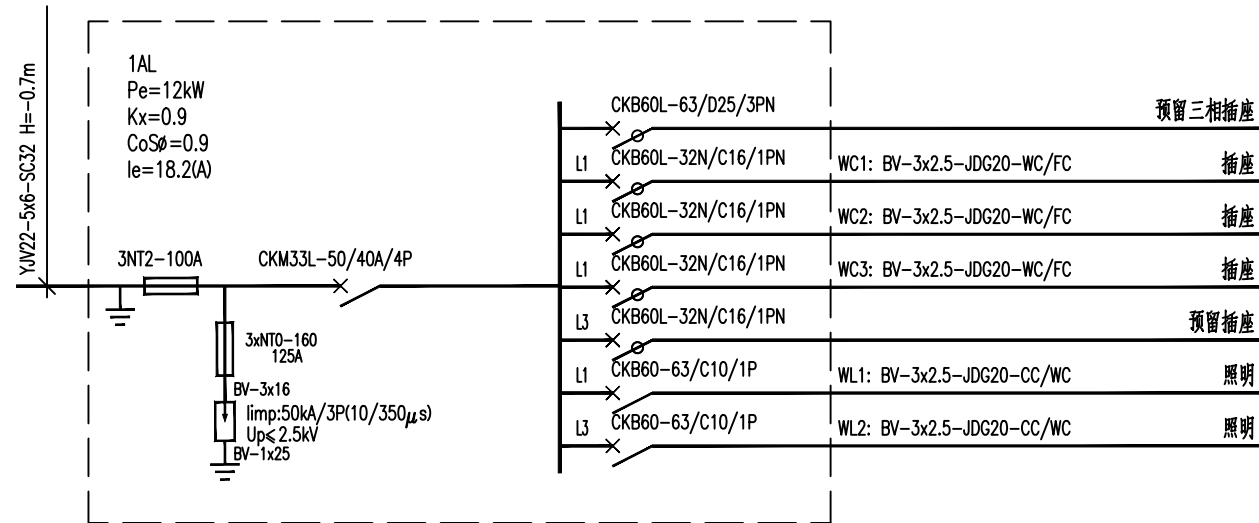 YJV22-5x6-SC32 H=-0.7m
1AL
Pe=12kW
Kx=0.9
CoSø=0.9
Ie=18.2(A)
3NT2-100A
CKM33L-50/40A/4P
3xNT0-160
125A
BV-3x16
Iimp:50kA/3P(10/350μs)
Up≤2.5kV
BV-1x25
CKB60L-63/D25/3PN
预留三相插座
L1 CKB60L-32N/C16/1PN WC1: BV-3x2.5-JDG20-WC/FC 插座
L1 CKB60L-32N/C16/1PN WC2: BV-3x2.5-JDG20-WC/FC 插座
L1 CKB60L-32N/C16/1PN WC3: BV-3x2.5-JDG20-WC/FC 插座
L3 CKB60L-32N/C16/1PN 预留插座
L1 CKB60-63/C10/1P WL1: BV-3x2.5-JDG20-CC/WC 照明
L3 CKB60-63/C10/1P WL2: BV-3x2.5-JDG20-CC/WC 照明